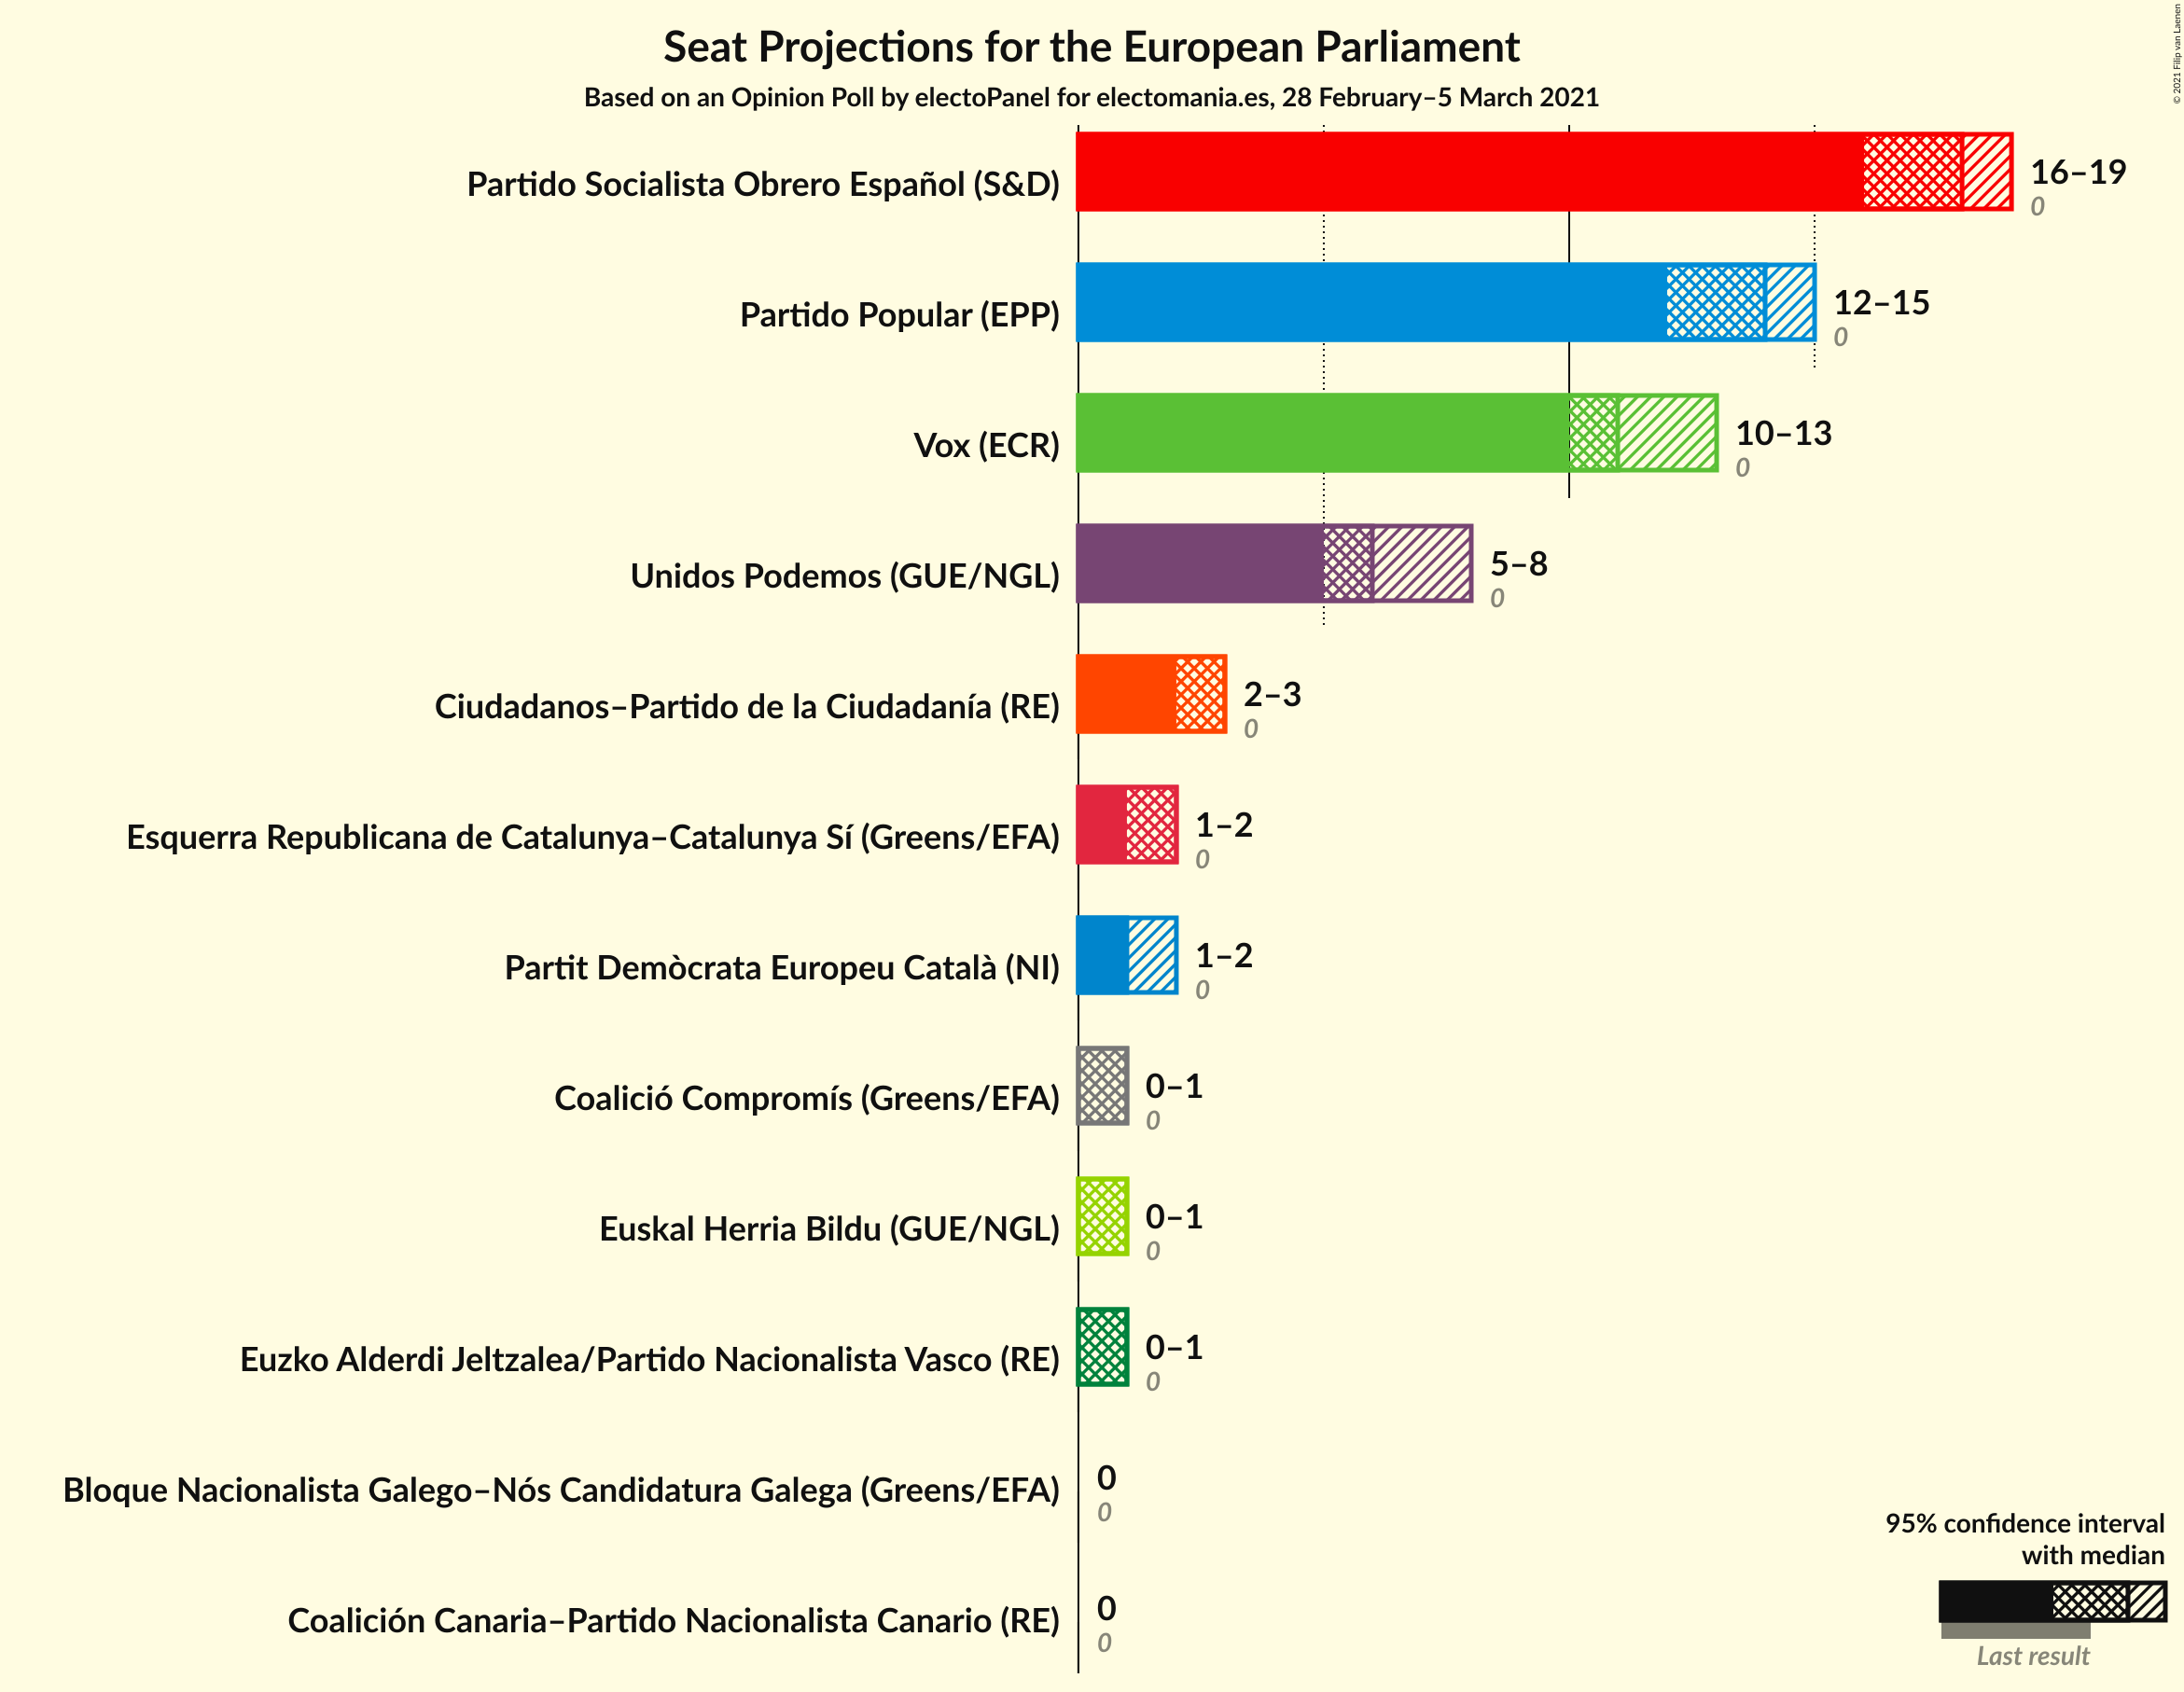 Seat Projections for the European Parliament
Based on an Opinion Poll by electoPanel for electomania.es, 28 February–5 March 2021
© 2021 Filip van Laenen
Partido Socialista Obrero Español (S&D)
16–19
0
Partido Popular (EPP)
12–15
0
Vox (ECR)
10–13
0
Unidos Podemos (GUE/NGL)
5–8
0
Ciudadanos–Partido de la Ciudadanía (RE)
2–3
0
Esquerra Republicana de Catalunya–Catalunya Sí (Greens/EFA)
1–2
0
Partit Demòcrata Europeu Català (NI)
1–2
0
Coalició Compromís (Greens/EFA)
0–1
0
Euskal Herria Bildu (GUE/NGL)
0–1
0
Euzko Alderdi Jeltzalea/Partido Nacionalista Vasco (RE)
0–1
0
Bloque Nacionalista Galego–Nós Candidatura Galega (Greens/EFA)
0
0
Coalición Canaria–Partido Nacionalista Canario (RE)
0
0
95% confidence interval
with median
Last result